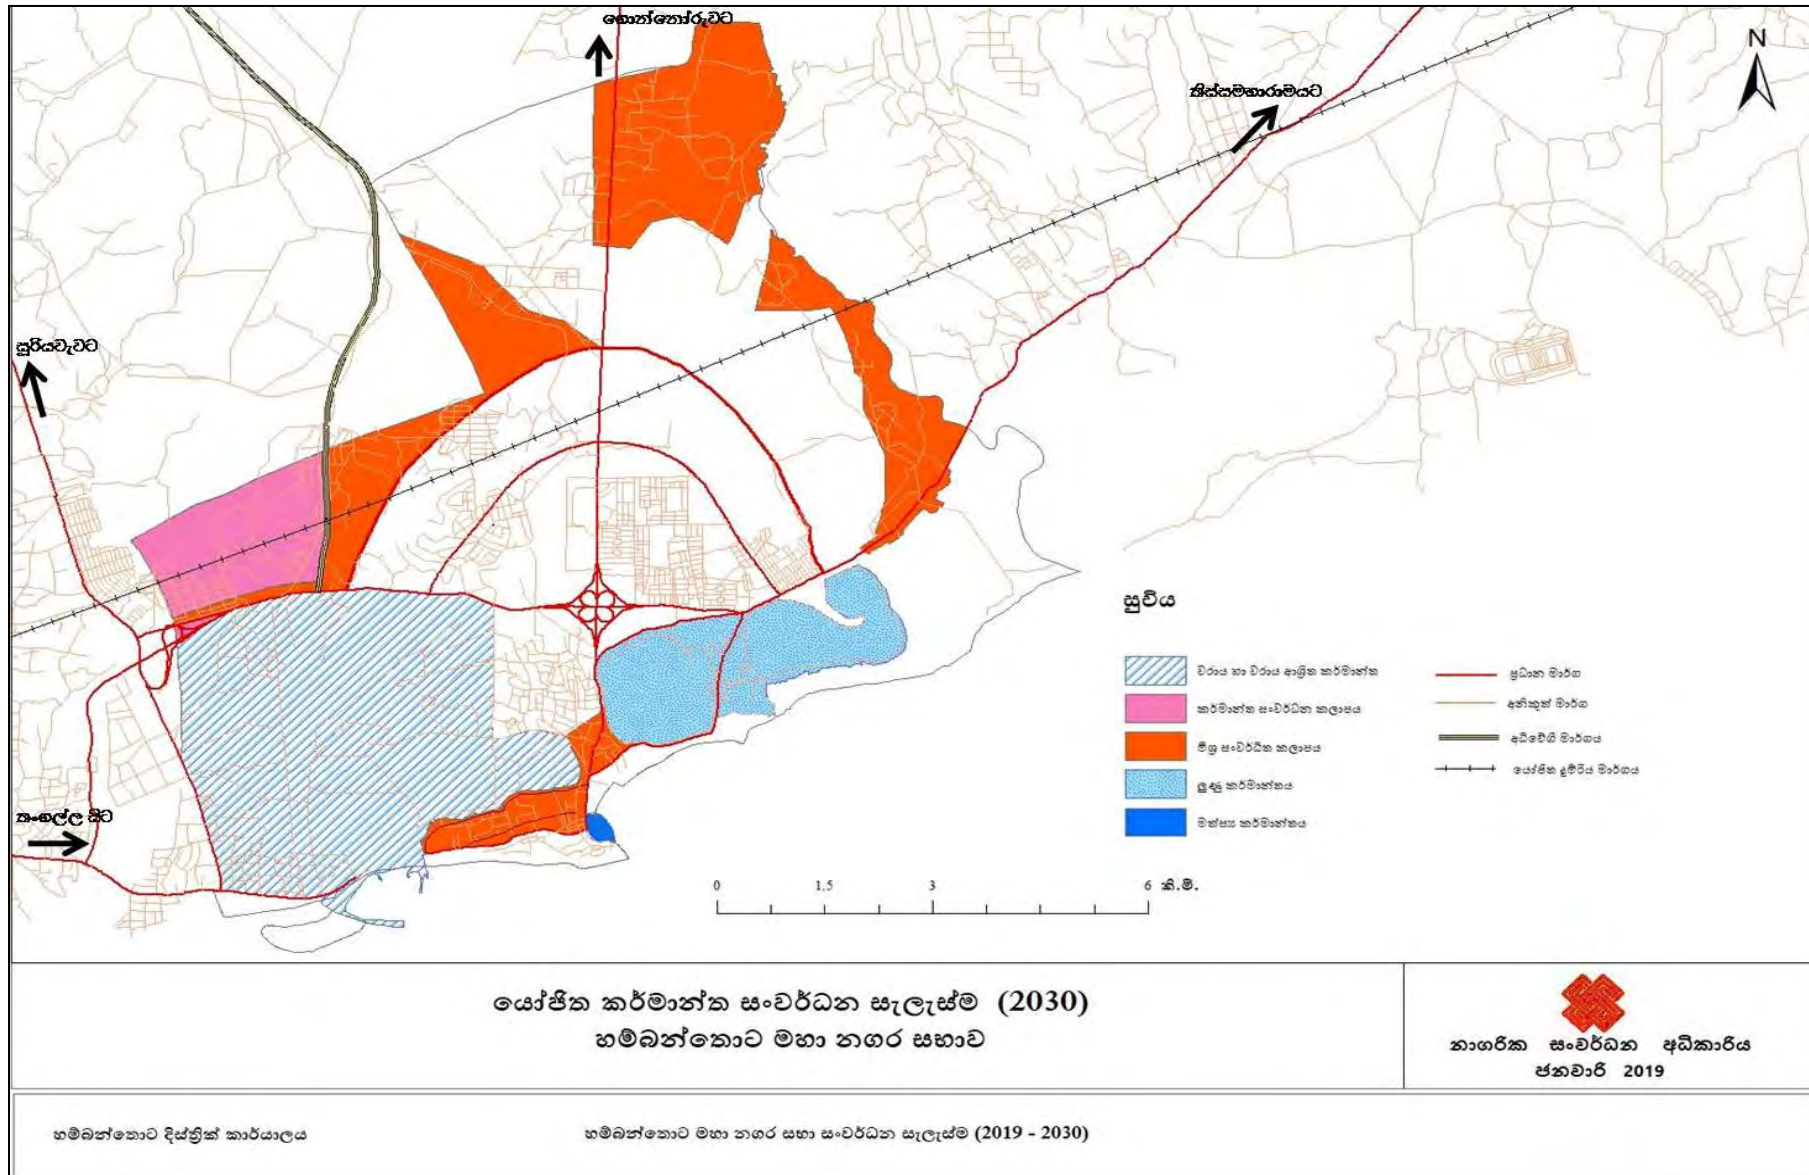 ගොන්නෝරුවට
N
තිස්සමහාරාමයට
සූරියවැවට
තංගල්ල සිට
සූචිය
වරාය හා වරාය ආශ්‍රිත කර්මාන්ත
කර්මාන්ත සංවර්ධන කලාපය
මිශ්‍ර සංවර්ධිත කලාපය
ලුණු කර්මාන්තය
මත්ස්‍ය කර්මාන්තය
ප්‍රධාන මාර්ග
අනිකුත් මාර්ග
අධිවේගී මාර්ගය
යෝජිත දුම්රිය මාර්ගය
0 1.5 3 6 කි.මී.
යෝජිත කර්මාන්ත සංවර්ධන සැලැස්ම (2030)
හම්බන්තොට මහා නගර සභාව
නාගරික සංවර්ධන අධිකාරිය
ජනවාරි 2019
හම්බන්තොට දිස්ත්‍රික් කාර්යාලය
හම්බන්තොට මහා නගර සභා සංවර්ධන සැලැස්ම (2019 - 2030)